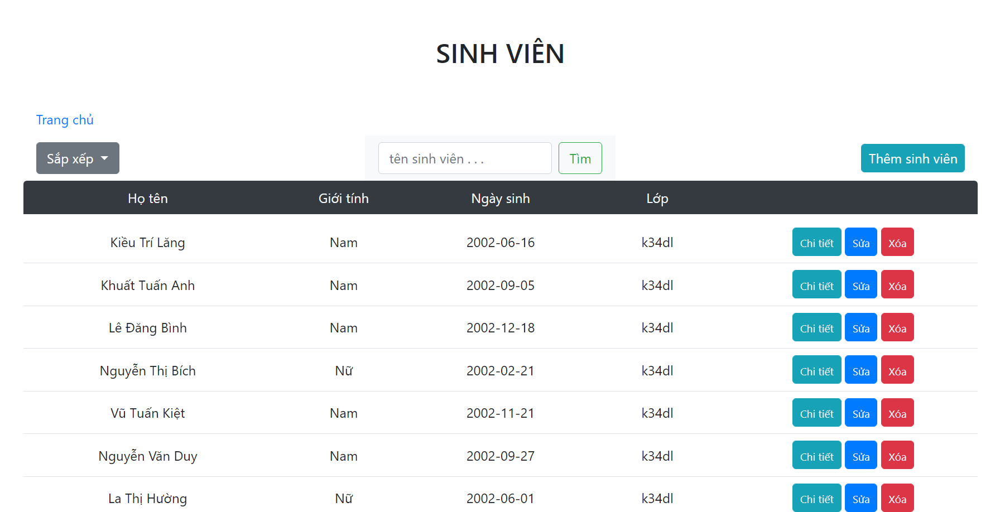 SINH VIÊN
Trang chủ
Sắp xếp tên sinh viên . . . Tìm Thêm sinh viên
Họ tên Giới tính Ngày sinh Lớp
Kiều Trí Lăng Nam 2002-06-16 k34dl Chi tiết Sửa Xóa
Khuất Tuấn Anh Nam 2002-09-05 k34dl Chi tiết Sửa Xóa
Lê Đăng Bình Nam 2002-12-18 k34dl Chi tiết Sửa Xóa
Nguyễn Thị Bích Nữ 2002-02-21 k34dl Chi tiết Sửa Xóa
Vũ Tuấn Kiệt Nam 2002-11-21 k34dl Chi tiết Sửa Xóa
Nguyễn Văn Duy Nam 2002-09-27 k34dl Chi tiết Sửa Xóa
La Thị Hường Nữ 2002-06-01 k34dl Chi tiết Sửa Xóa